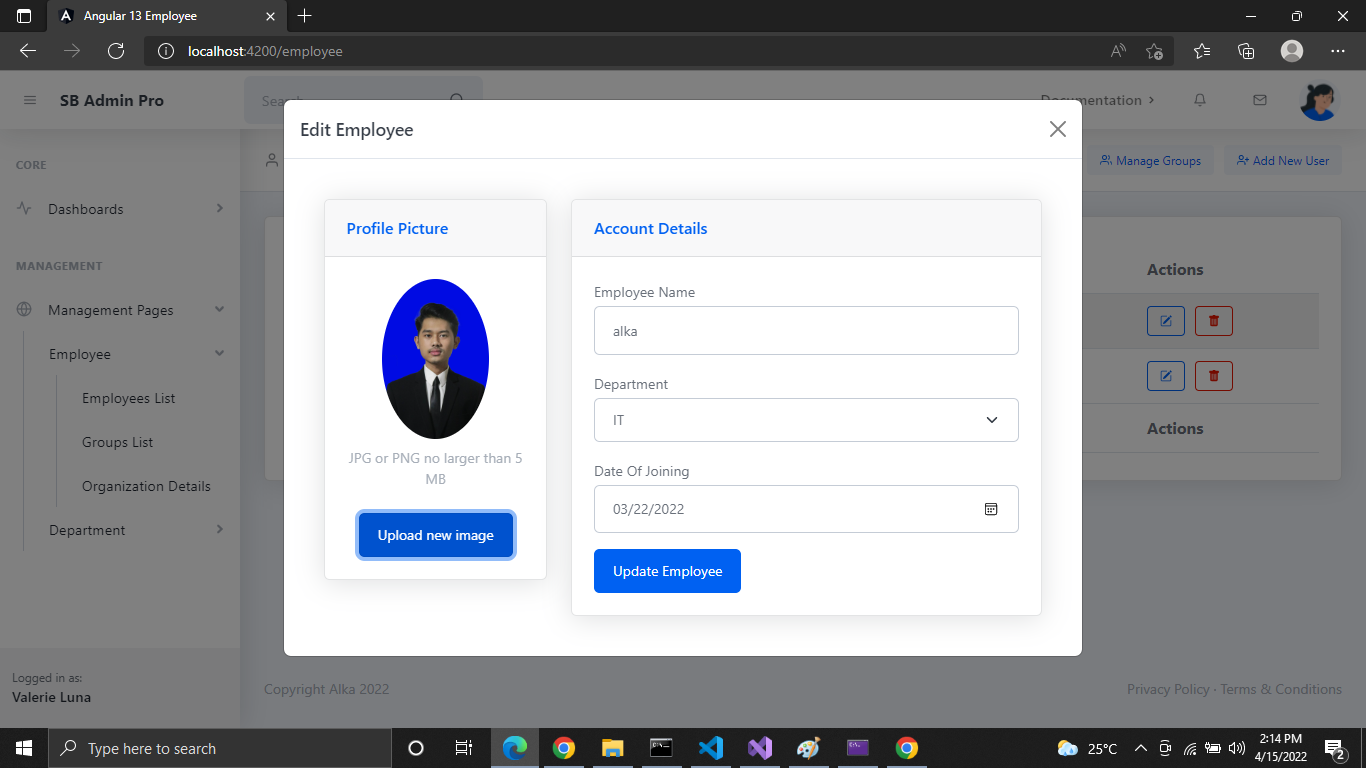 Angular 13 Employee
localhost:4200/employee
SB Admin Pro
Search
Documentation
Edit Employee
CORE
Manage Groups
Add New User
Dashboards
Profile Picture
Account Details
MANAGEMENT
Actions
Employee Name
Management Pages
alka
Employee
Department
Employees List
IT
Actions
Groups List
JPG or PNG no larger than 5
MB
Date Of Joining
Organization Details
03/22/2022
Department
Upload new image
Update Employee
Logged in as:
Valerie Luna
Copyright Alka 2022
Privacy Policy · Terms & Conditions
Type here to search
25°C
2:14 PM
4/15/2022
2